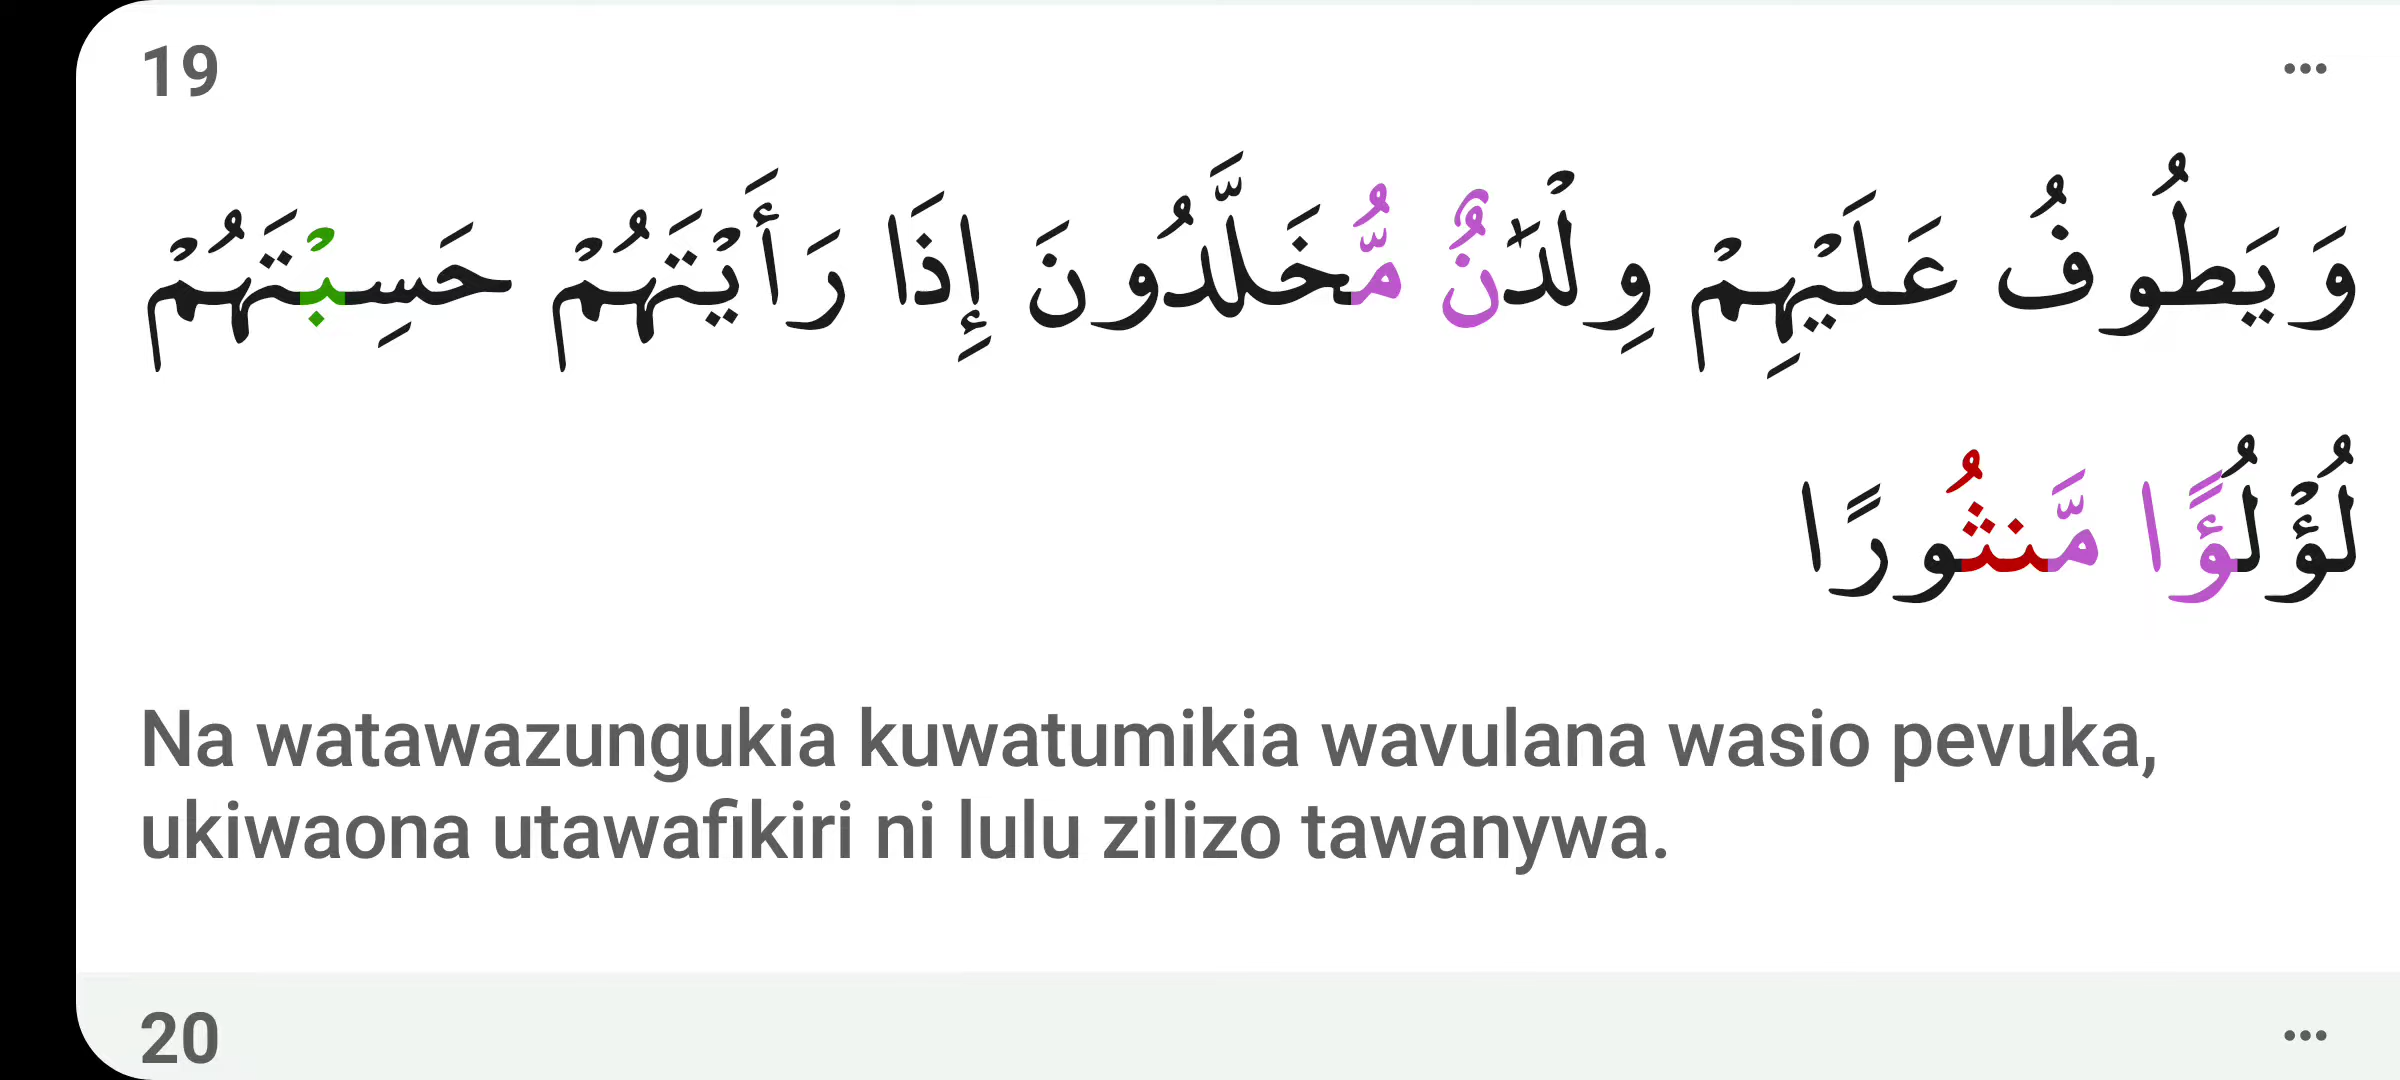 19
وَيَطُوفُ عَلَيْهِمْ وِلْدَٰنٌ مُّخَلَّدُونَ إِذَا رَأَيْتَهُمْ حَسِبْتَهُمْ
لُؤْلُؤًا مَّنثُورًا
Na watawazungukia kuwatumikia wavulana wasio pevuka,
ukiwaona utawafikiri ni lulu zilizo tawanywa.
20